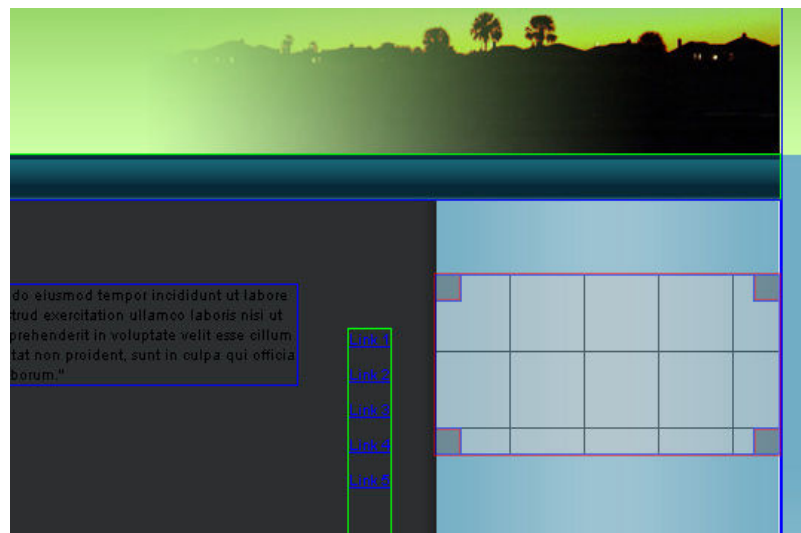 do eiusmod tempor incididunt ut labore
trud exercitation ullamco laboris nisi ut
prehenderit in voluptate velit esse cillum
tat non proident, sunt in culpa qui officia
borum."
Link 1
Link 2
Link 3
Link 4
Link 5